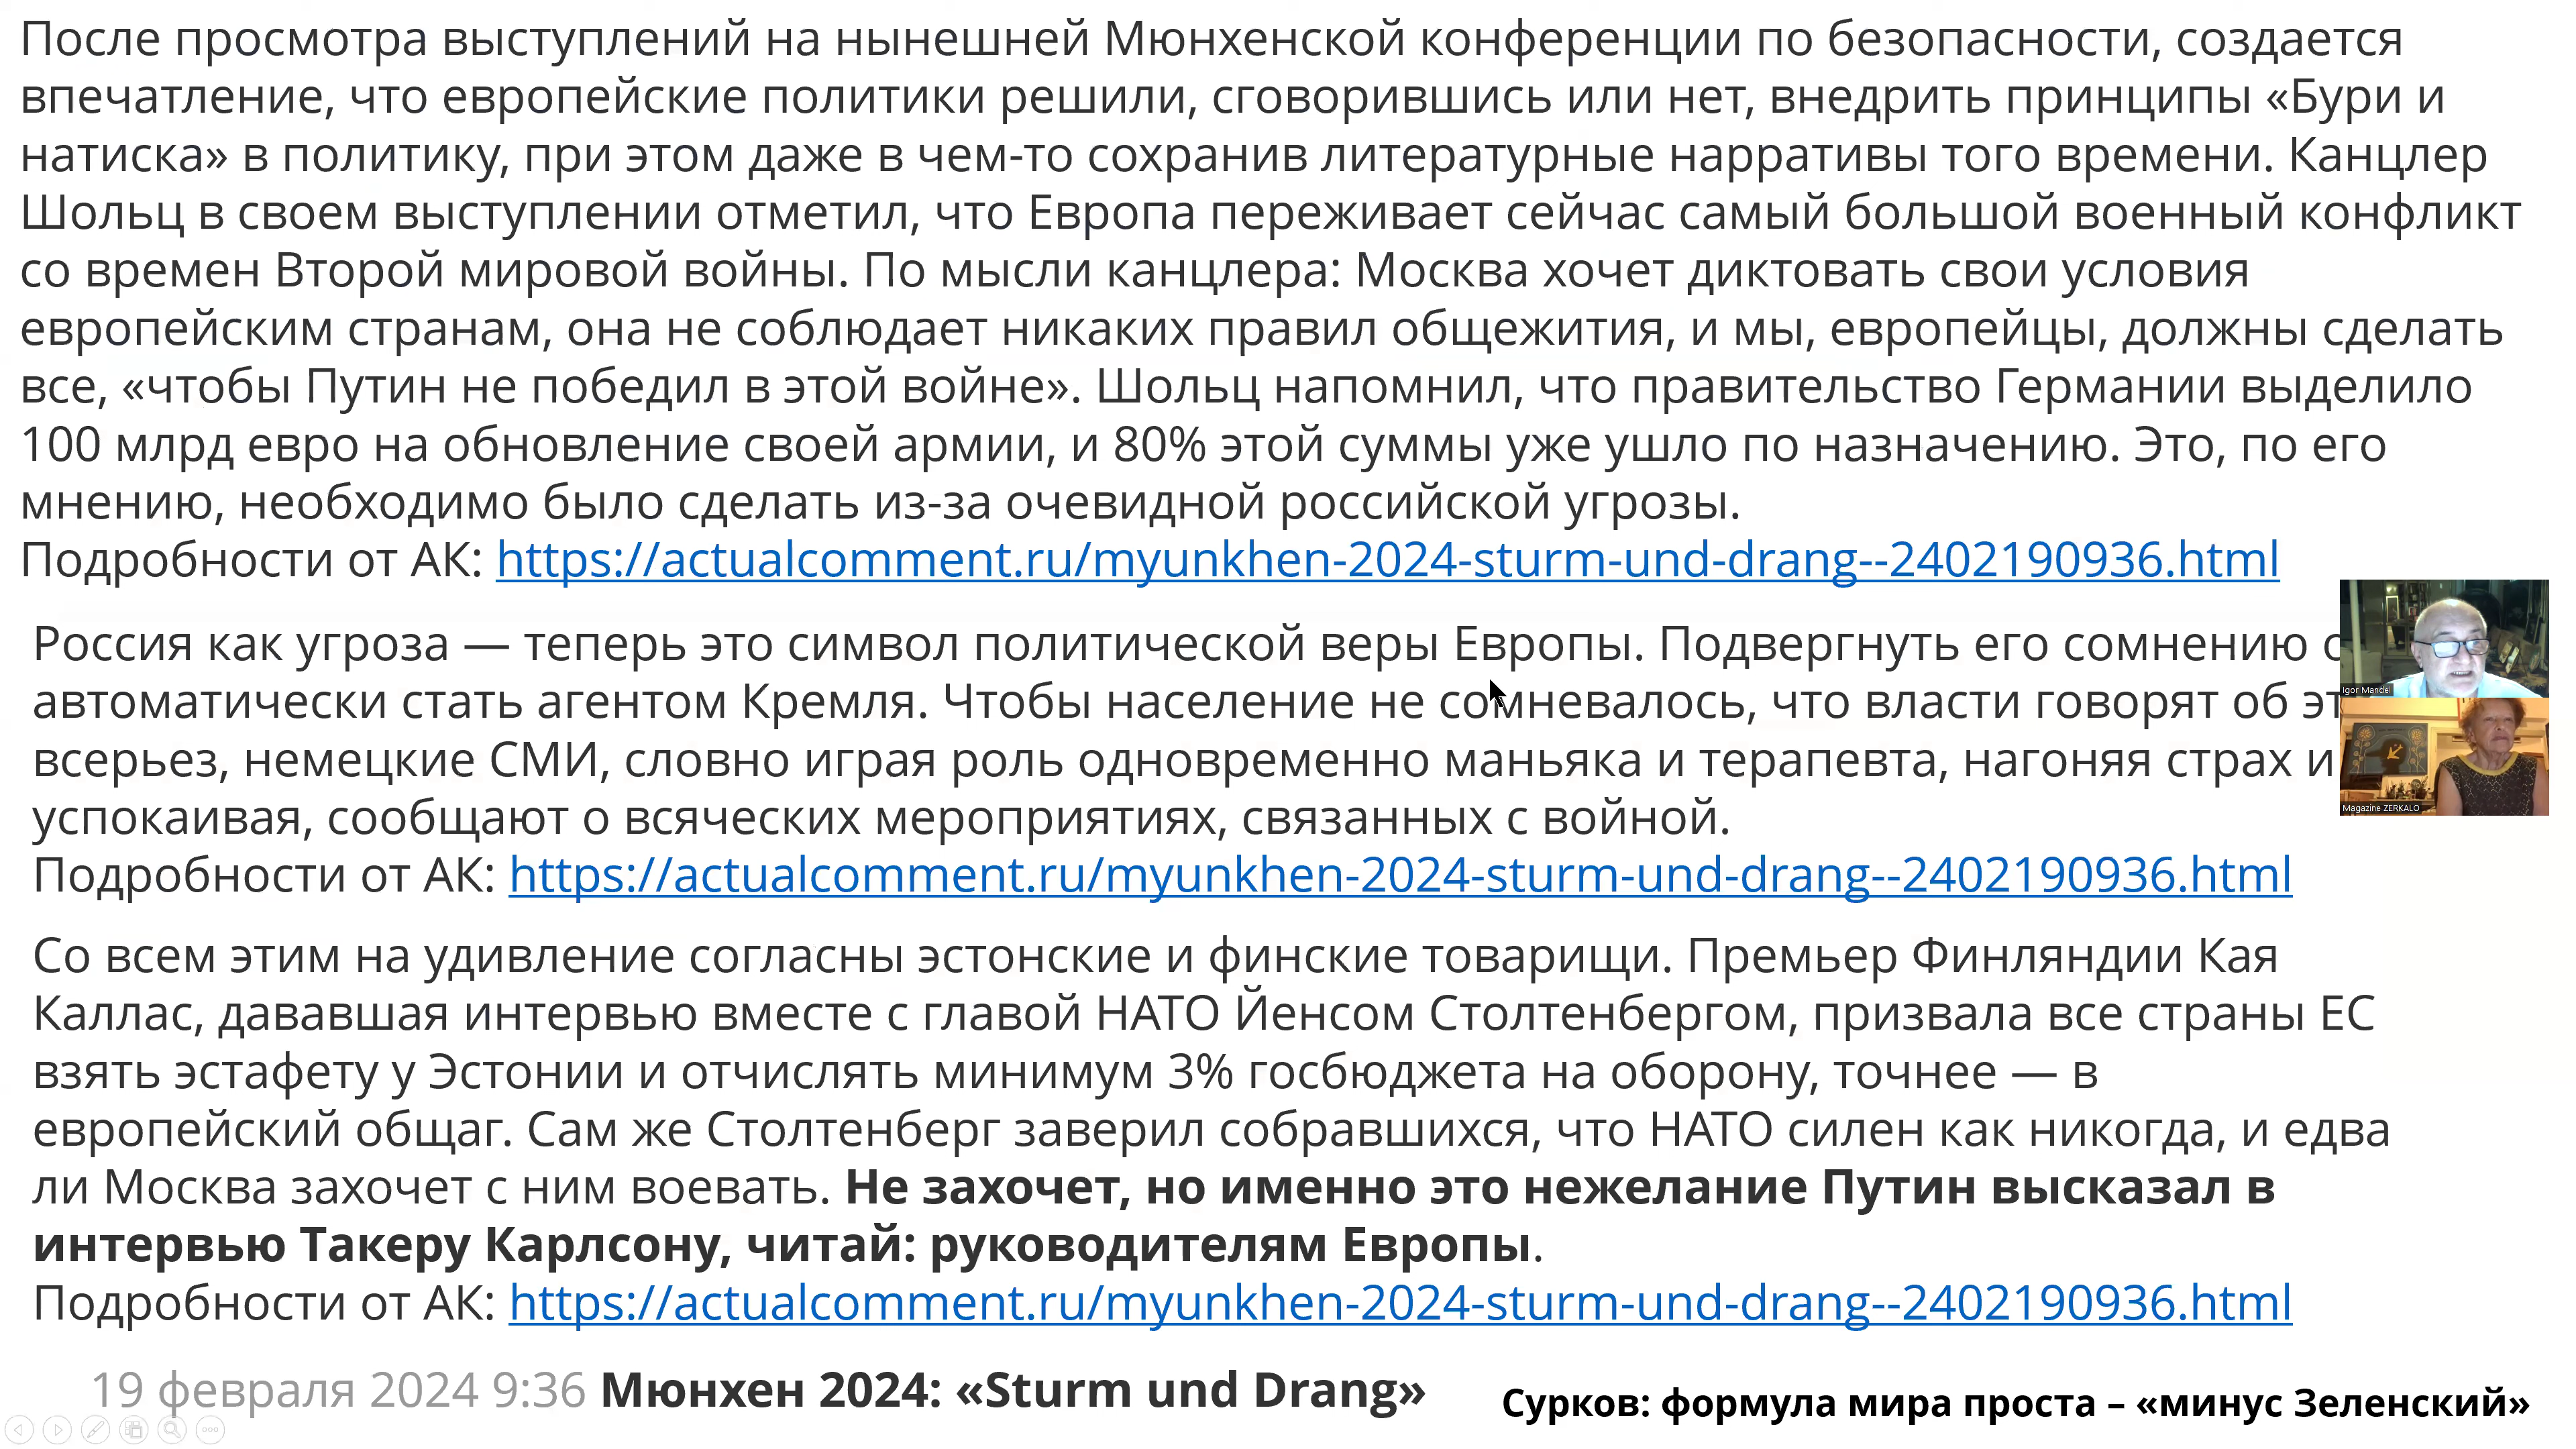 После просмотра выступлений на нынешней Мюнхенской конференции по безопасности, создается
впечатление, что европейские политики решили, сговорившись или нет, внедрить принципы «Бури и
натиска» в политику, при этом даже в чем-то сохранив литературные нарративы того времени. Канцлер
Шольц в своем выступлении отметил, что Европа переживает сейчас самый большой военный конфликт
со времен Второй мировой войны. По мысли канцлера: Москва хочет диктовать свои условия
европейским странам, она не соблюдает никаких правил общежития, и мы, европейцы, должны сделать
все, «чтобы Путин не победил в этой войне». Шольц напомнил, что правительство Германии выделило
100 млрд евро на обновление своей армии, и 80% этой суммы уже ушло по назначению. Это, по его
мнению, необходимо было сделать из-за очевидной российской угрозы.
Подробности от АК: https://actualcomment.ru/myunkhen-2024-sturm-und-drang--2402190936.html
Россия как угроза — теперь это символ политической веры Европы. Подвергнуть его сомнению
автоматически стать агентом Кремля. Чтобы население не сомневалось, что власти говорят об
всерьез, немецкие СМИ, словно играя роль одновременно маньяка и терапевта, нагоняя страх и
успокаивая, сообщают о всяческих мероприятиях, связанных с войной.
Igor Mandel
Magazine ZERKALO
Подробности от АК: https://actualcomment.ru/myunkhen-2024-sturm-und-drang--2402190936.html
Со всем этим на удивление согласны эстонские и финские товарищи. Премьер Финляндии Кая
Каллас, дававшая интервью вместе с главой НАТО Йенсом Столтенбергом, призвала все страны ЕС
взять эстафету у Эстонии и отчислять минимум 3% госбюджета на оборону, точнее — в
европейский общаг. Сам же Столтенберг заверил собравшихся, что НАТО силен как никогда, и едва
ли Москва захочет с ним воевать. Не захочет, но именно это нежелание Путин высказал в
интервью Такеру Карлсону, читай: руководителям Европы.
Подробности от АК: https://actualcomment.ru/myunkhen-2024-sturm-und-drang--2402190936.html
19 февраля 2024 9:36 Мюнхен 2024: «Sturm und Drang»
Сурков: формула мира проста – «минус Зеленский»